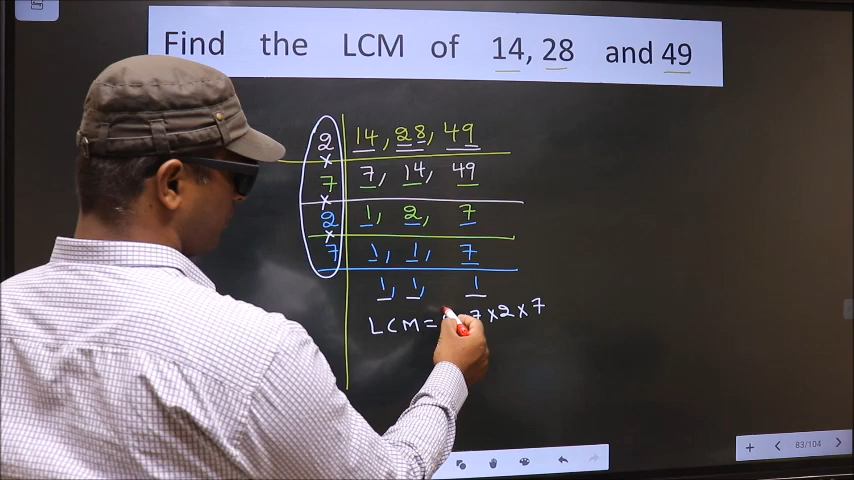 Find the LCM of 14, 28 and 49
2 14, 28, 49
×
7 7, 14, 49
×
2 1, 2, 7
×
7 1, 1, 7
1, 1, 1
LCM = 7 × 2 × 7
83/104